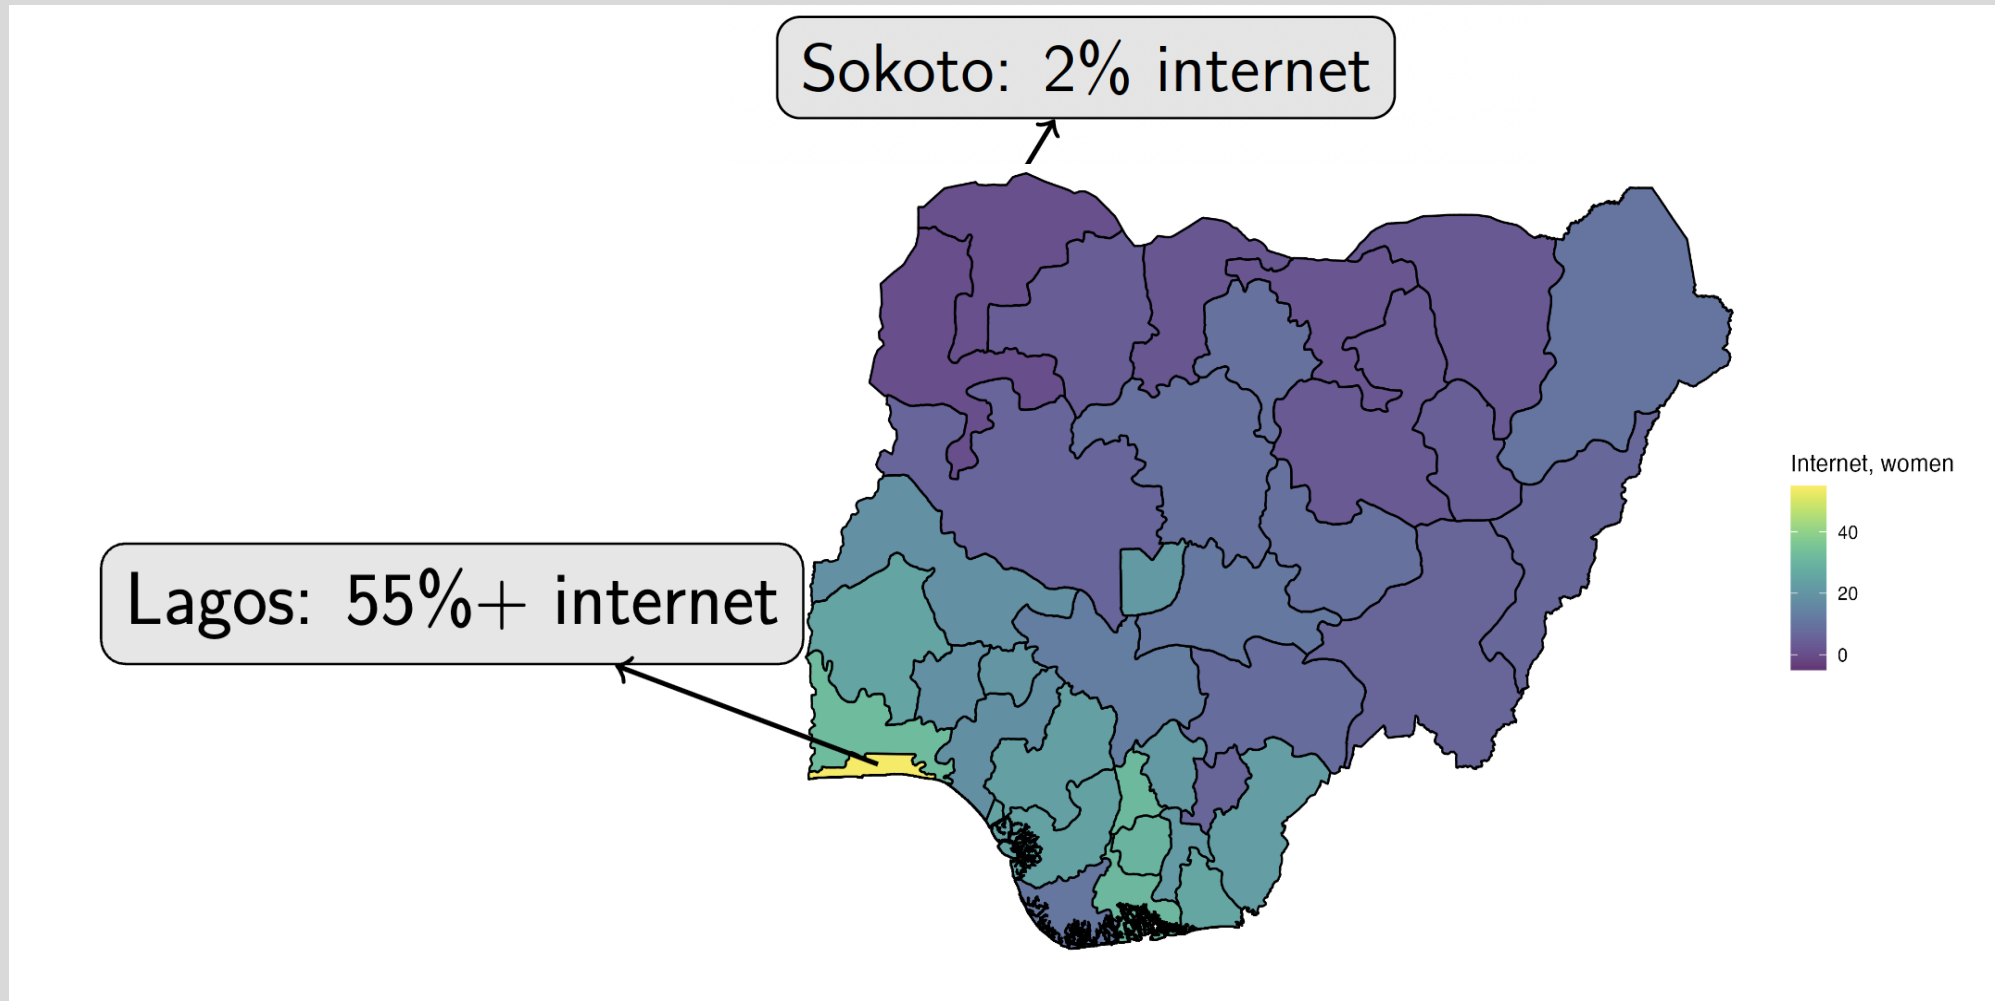 Sokoto: 2% internet
Lagos: 55%+ internet
Internet, women
40
20
0